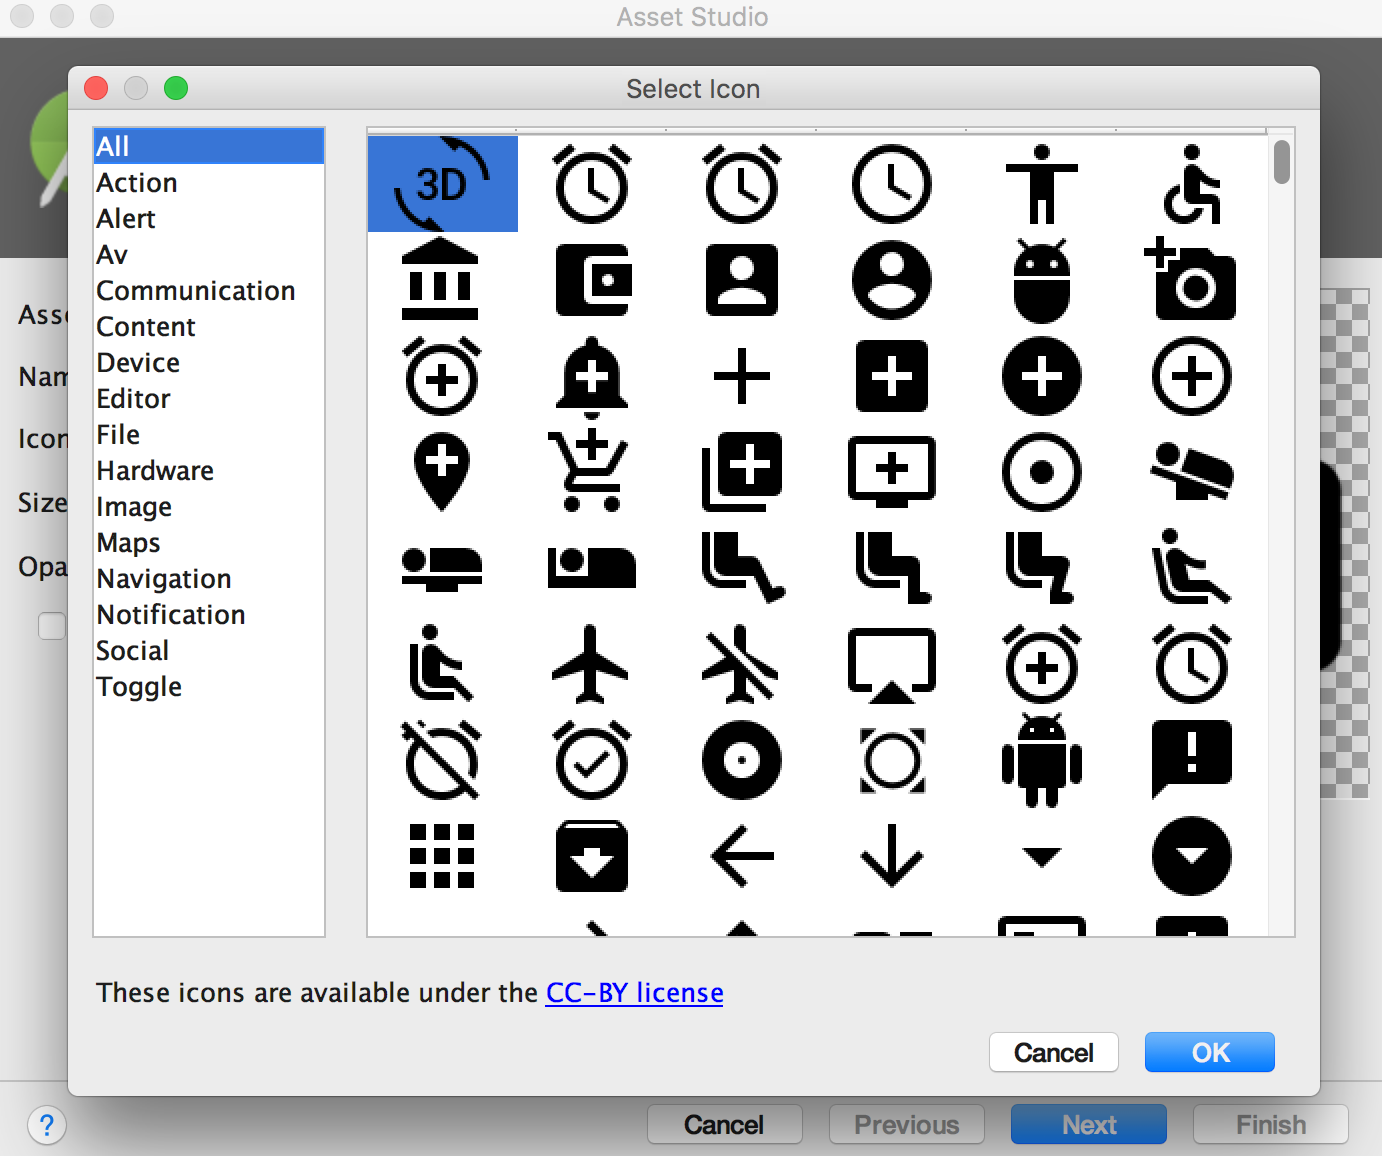 Asset Studio
Select Icon
All
Action
Alert
Av
Communication
Content
Device
Editor
File
Hardware
Image
Maps
Navigation
Notification
Social
Toggle
3D
Asse
Nam
Icon
Size
Opa
These icons are available under the CC-BY license
Cancel
OK
?
Cancel
Previous
Next
Finish